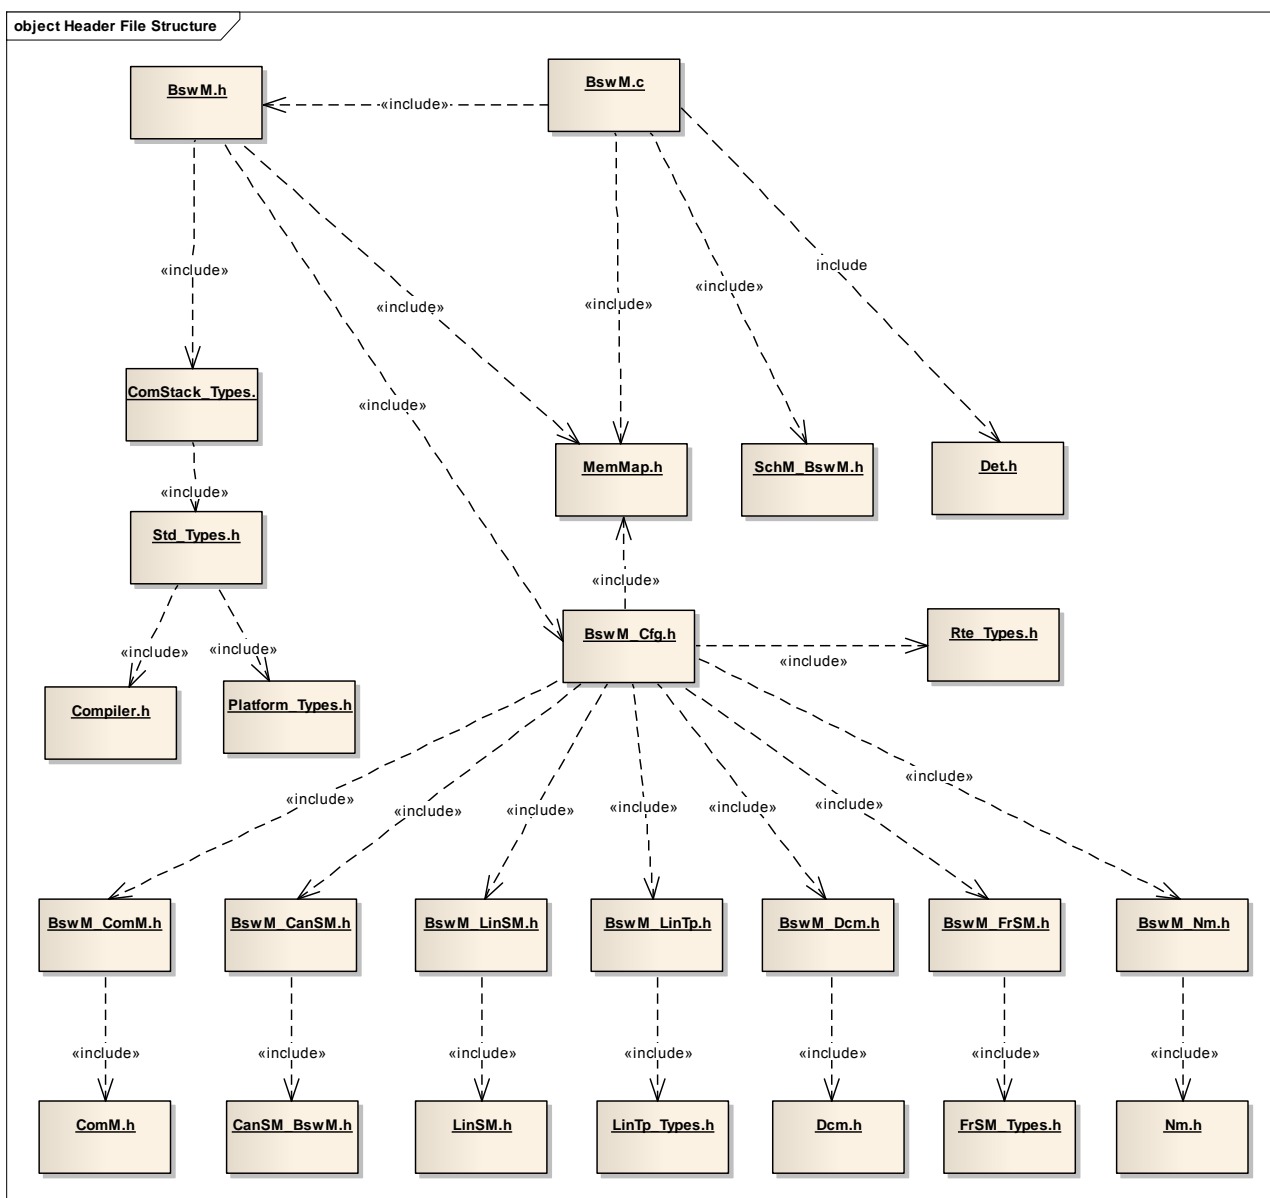 object Header File Structure
BswM.h
BswM.c
«include»
«include»
«include»
include
«include»
«include»
«include»
ComStack_Types.
«include»
MemMap.h
SchM_BswM.h
Det.h
«include»
Std_Types.h
«include»
BswM_Cfg.h
Rte_Types.h
«include»
«include»
«include»
Compiler.h
Platform_Types.h
«include»
«include»
«include»
«include»
«include»
«include»
«include»
BswM_ComM.h
BswM_CanSM.h
BswM_LinSM.h
BswM_LinTp.h
BswM_Dcm.h
BswM_FrSM.h
BswM_Nm.h
«include»
«include»
«include»
«include»
«include»
«include»
«include»
ComM.h
CanSM_BswM.h
LinSM.h
LinTp_Types.h
Dcm.h
FrSM_Types.h
Nm.h